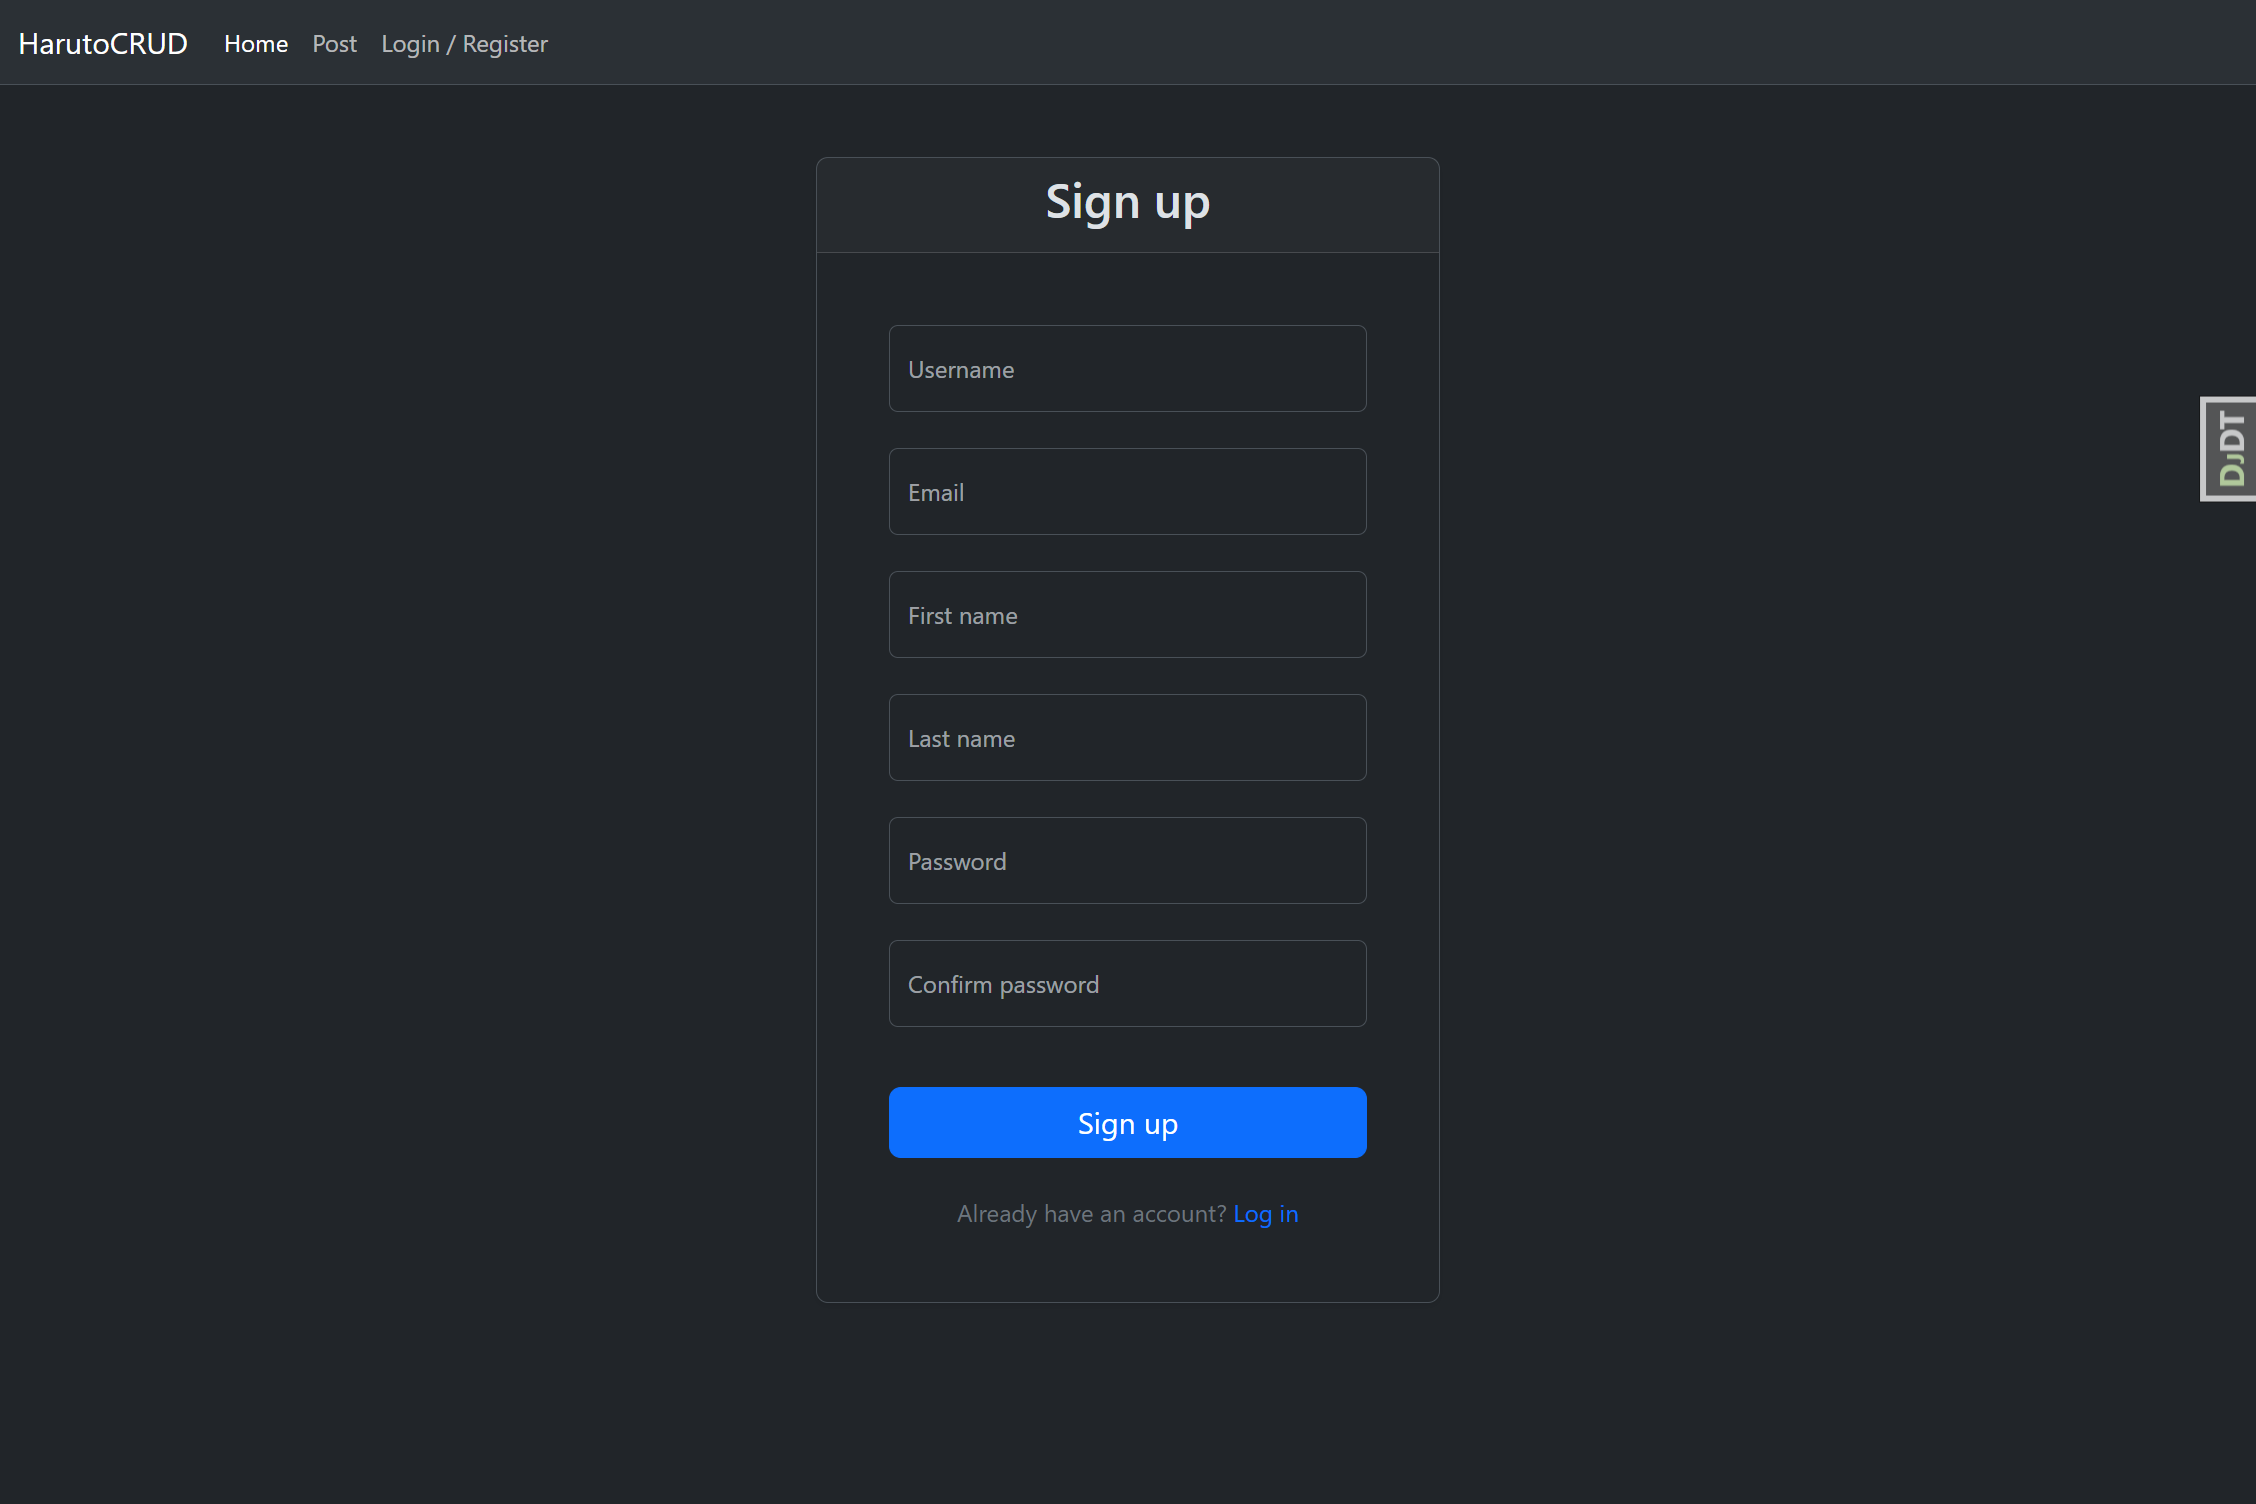 HarutoCRUD Home Post Login / Register
Sign up
Username
Email
DJDT
First name
Last name
Password
Confirm password
Sign up
Already have an account? Log in